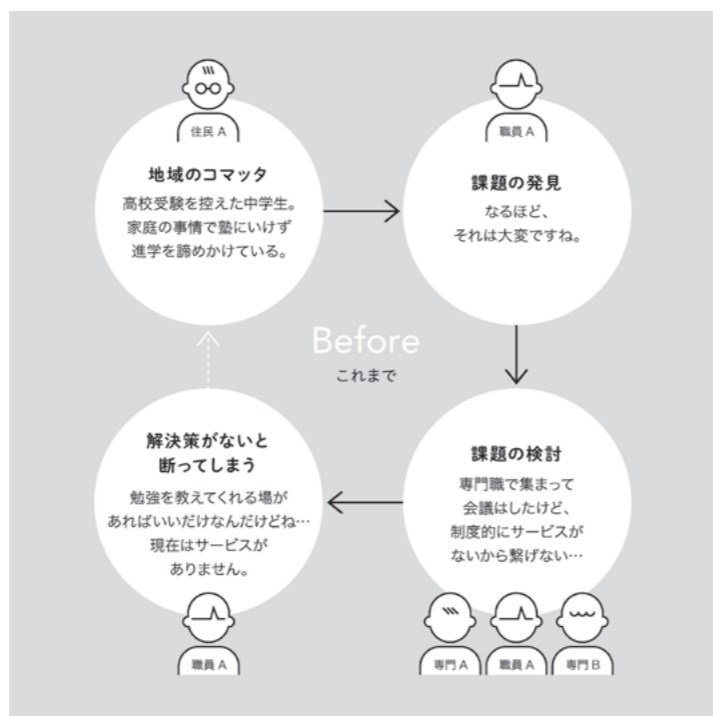 住民 A
地域のコマッタ
高校受験を控えた中学生。
家庭の事情で塾にいけず
進学を諦めかけている。
職員 A
課題の発見
なるほど、
それは大変ですね。
Before
これまで
課題の検討
専門職で集まって
会議はしたけど、
制度的にサービスが
ないから繋げない…
専門 A
職員 A
専門 B
解決策がないと
断ってしまう
勉強を教えてくれる場が
あればいいだけなんだけどね…
現在はサービスが
ありません。
職員 A